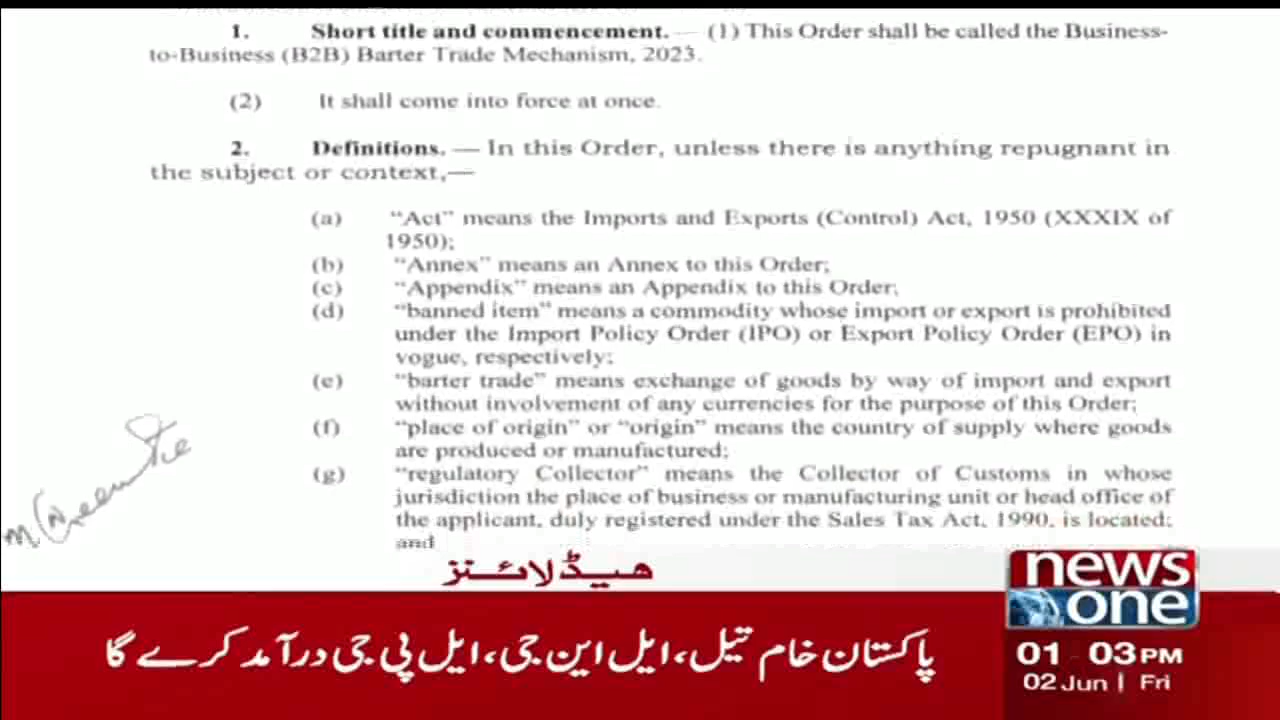 1. Short title and commencement. — (1) This Order shall be called the Business-
to-Business (B2B) Barter Trade Mechanism, 2023.
(2) It shall come into force at once.
2. Definitions. — In this Order, unless there is anything repugnant in
the subject or context,—
(a) “Act” means the Imports and Exports (Control) Act, 1950 (XXXIX of
1950);
(b) “Annex” means an Annex to this Order;
(c) “Appendix” means an Appendix to this Order;
(d) “banned item” means a commodity whose import or export is prohibited
under the Import Policy Order (IPO) or Export Policy Order (EPO) in
vogue, respectively;
(e) “barter trade” means exchange of goods by way of import and export
without involvement of any currencies for the purpose of this Order;
(f) “place of origin” or “origin” means the country of supply where goods
are produced or manufactured;
(g) “regulatory Collector” means the Collector of Customs in whose
jurisdiction the place of business or manufacturing unit or head office of
the applicant, duly registered under the Sales Tax Act, 1990, is located;
and
ہیڈلائنز
پاکستان خام تیل، ایل این جی، ایل پی جی درآمد کرے گا
news
one
01 03 PM
02 Jun | Fri